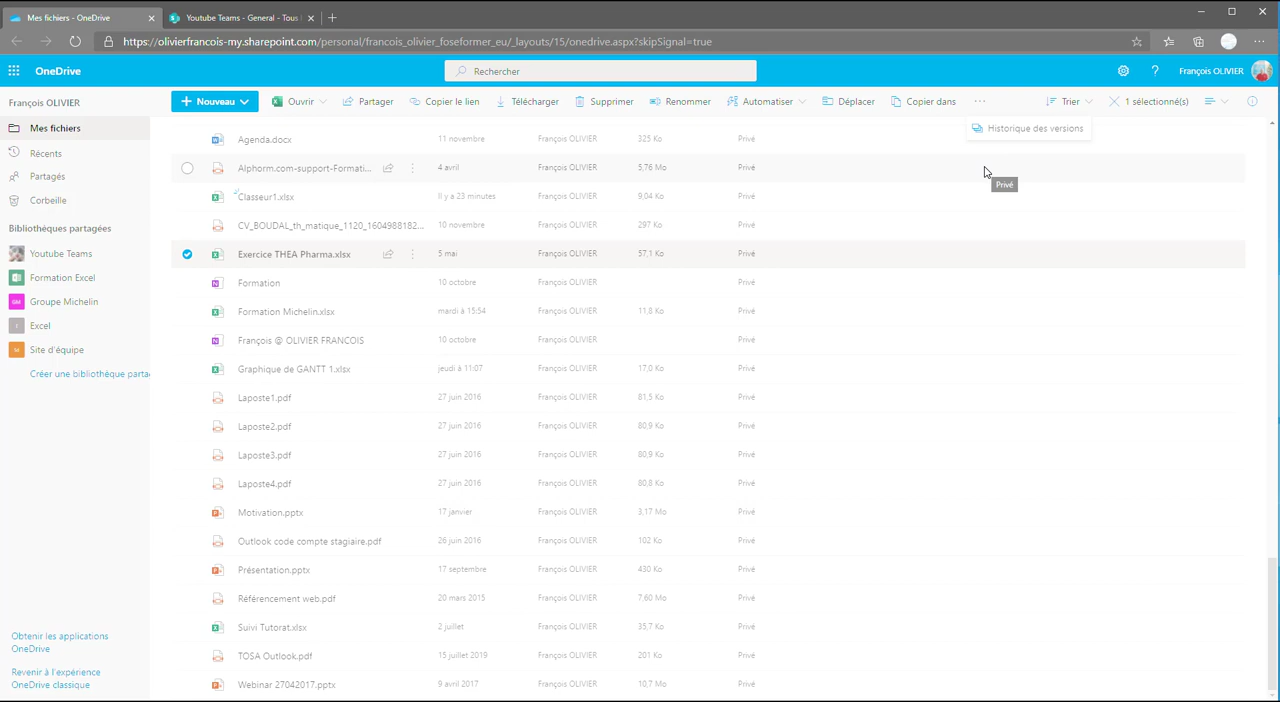 Mes fichiers - OneDrive
Youtube Teams - General - Tous
https://olivierfrancois-my.sharepoint.com/personal/francois_olivier_foseformer_eu/_layouts/15/onedrive.aspx?skipSignal=true
OneDrive
Rechercher
? François OLIVIER
François OLIVIER
+ Nouveau
Ouvrir
Partager
Copier le lien
Télécharger
Supprimer
Renommer
Automatiser
Déplacer
Copier dans
...
Trier
1 sélectionné(s)
Historique des versions
Privé
Mes fichiers
Récents
Partagés
Corbeille
Bibliothèques partagées
Youtube Teams
Formation Excel
GM Groupe Michelin
Excel
Site d'équipe
Créer une bibliothèque parta
Obtenir les applications
OneDrive
Revenir à l'expérience
OneDrive classique
Agenda.docx 11 novembre François OLIVIER 325 Ko Privé
Alphorm.com-support-Formati... 4 avril François OLIVIER 5,76 Mo Privé
Classeur1.xlsx Il y a 23 minutes François OLIVIER 9,04 Ko Privé
CV_BOUDAL_th_matique_1120_1604988182... 10 novembre François OLIVIER 297 Ko Privé
Exercice THEA Pharma.xlsx 5 mai François OLIVIER 57,1 Ko Privé
Formation 10 octobre François OLIVIER Privé
Formation Michelin.xlsx mardi à 15:54 François OLIVIER 11,8 Ko Privé
François @ OLIVIER FRANCOIS 10 octobre François OLIVIER Privé
Graphique de GANTT 1.xlsx jeudi à 11:07 François OLIVIER 17,0 Ko Privé
Laposte1.pdf 27 juin 2016 François OLIVIER 81,5 Ko Privé
Laposte2.pdf 27 juin 2016 François OLIVIER 80,9 Ko Privé
Laposte3.pdf 27 juin 2016 François OLIVIER 80,9 Ko Privé
Laposte4.pdf 27 juin 2016 François OLIVIER 80,8 Ko Privé
Motivation.pptx 17 janvier François OLIVIER 3,17 Mo Privé
Outlook code compte stagiaire.pdf 26 juin 2016 François OLIVIER 102 Ko Privé
Présentation.pptx 17 septembre François OLIVIER 430 Ko Privé
Référencement web.pdf 20 mars 2015 François OLIVIER 7,60 Mo Privé
Suivi Tutorat.xlsx 2 juillet François OLIVIER 35,7 Ko Privé
TOSA Outlook.pdf 15 juillet 2019 François OLIVIER 201 Ko Privé
Webinar 27042017.pptx 9 avril 2017 François OLIVIER 10,7 Mo Privé